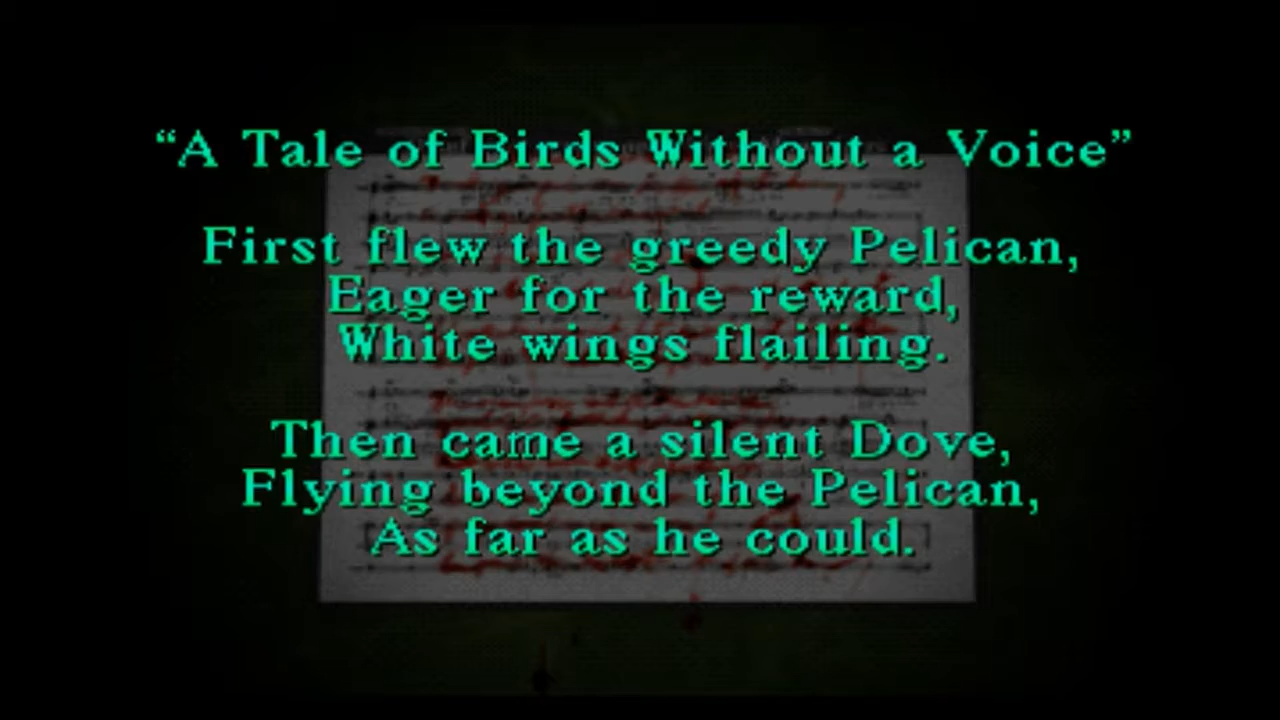 “A Tale of Birds Without a Voice”
First flew the greedy Pelican,
Eager for the reward,
White wings flailing.
Then came a silent Dove,
Flying beyond the Pelican,
As far as he could.